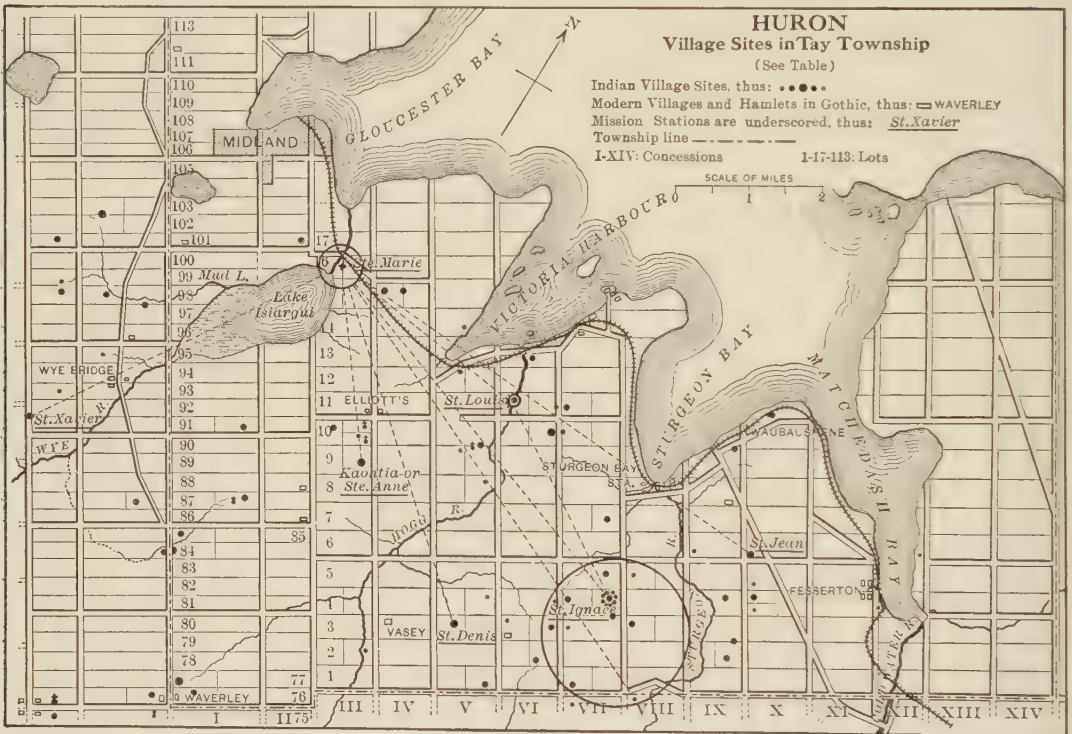 HURON
Village Sites in Tay Township
(See Table)
Indian Village Sites, thus:
Modern Villages and Hamlets in Gothic, thus: WAVERLEY
Mission Stations are underscored, thus: St. Xavier
Township line
I-XIV: Concessions 1-17-113: Lots
SCALE OF MILES
0 1 2
N
GLOUCESTER BAY
MIDLAND
VICTORIA HARBOUR
STURGEON BAY
MATCHEDASH BAY
113
111
110
109
108
107
106
105
103
102
101
100
99
98
97
96
95
94
93
92
91
90
89
88
87
86
85
84
83
82
81
80
79
78
77
76
75
17
14
13
12
11
10
9
8
7
6
5
4
3
2
1
Ste. Marie
Mud L.
Lake
Isiargui
WYE BRIDGE
St. Xavier
WYE R.
ELLIOTT'S
St. Louis
Kaontia or
Ste. Anne
STURGEON BAY
STA.
WAUBAUSHENE
HOGG R.
St. Jean
FESSERTON
St. Ignace
STURGEON R.
VASEY
St. Denis
WAVERLEY
I II III IV V VI VII VIII IX X XI XII XIII XIV